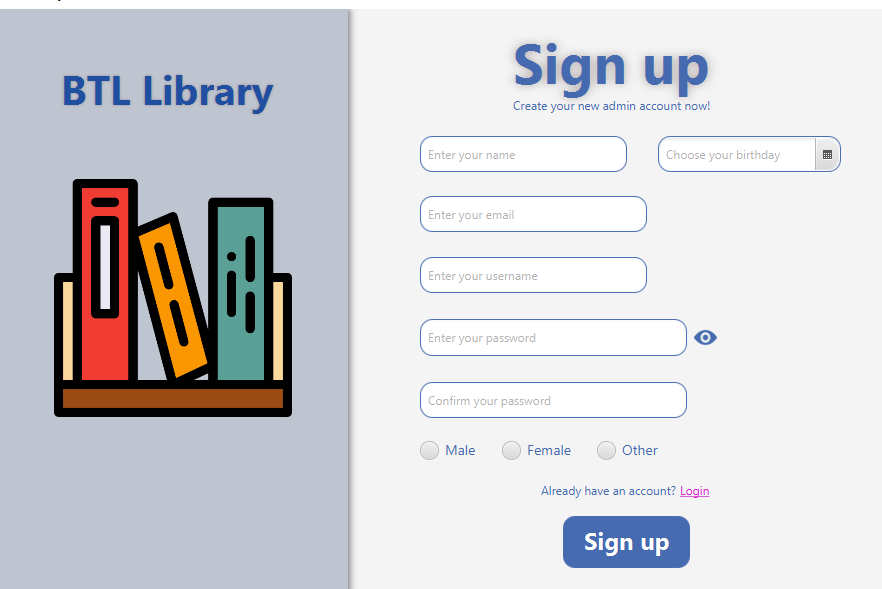 BTL Library
Sign up
Create your new admin account now!
Enter your name
Choose your birthday
Enter your email
Enter your username
Enter your password
Confirm your password
Male Female Other
Already have an account? Login
Sign up